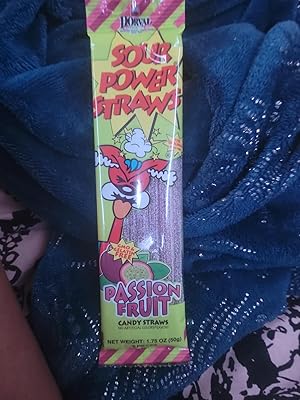 DORVAL
SOUR
POWER
STRAWS
PASSION
FRUIT
CANDY STRAWS
NET WEIGHT: 1.75 OZ (50g)